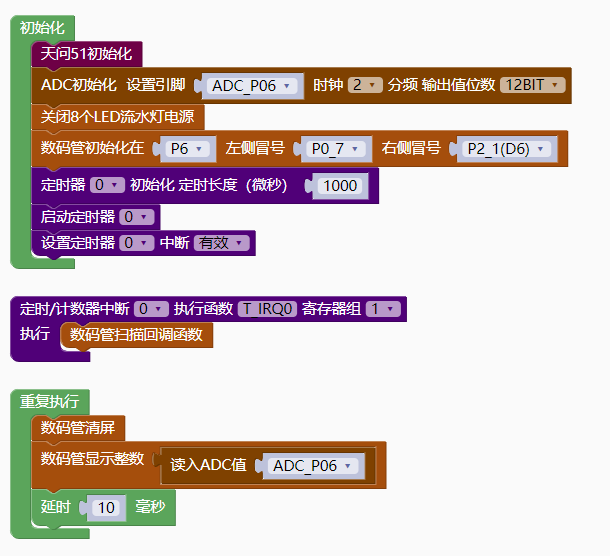 初始化
天问51初始化
ADC初始化 设置引脚 ADC_P06 时钟 2 分频 输出值位数 12BIT
关闭8个LED流水灯电源
数码管初始化在 P6 左侧冒号 P0_7 右侧冒号 P2_1(D6)
定时器 0 初始化 定时长度（微秒） 1000
启动定时器 0
设置定时器 0 中断 有效
定时/计数器中断 0 执行函数 T_IRQ0 寄存器组 1
执行 数码管扫描回调函数
重复执行
数码管清屏
数码管显示整数 读入ADC值 ADC_P06
延时 10 毫秒